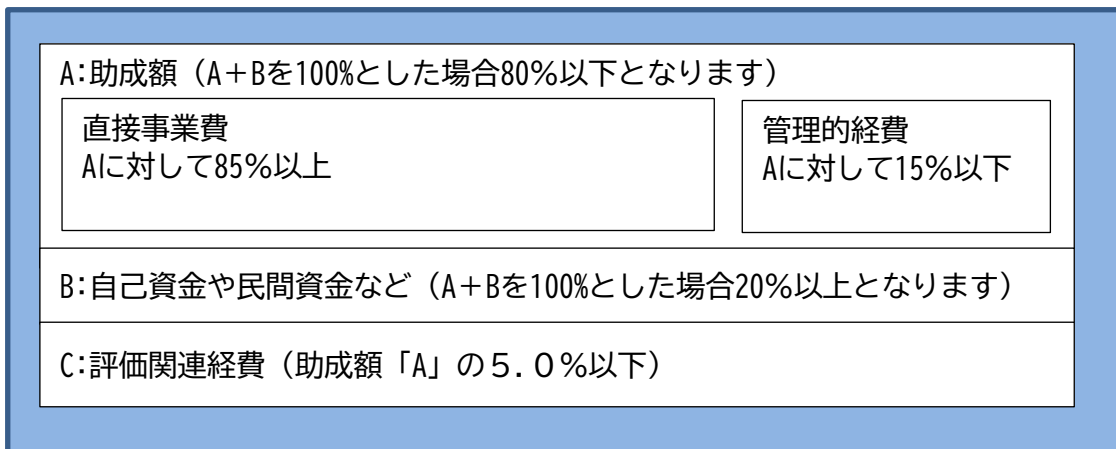 A:助成額（A＋Bを100%とした場合80％以下となります）
直接事業費
Aに対して85％以上
管理的経費
Aに対して15％以下
B:自己資金や民間資金など（A＋Bを100%とした場合20％以上となります）
C:評価関連経費（助成額「A」の５．０％以下）